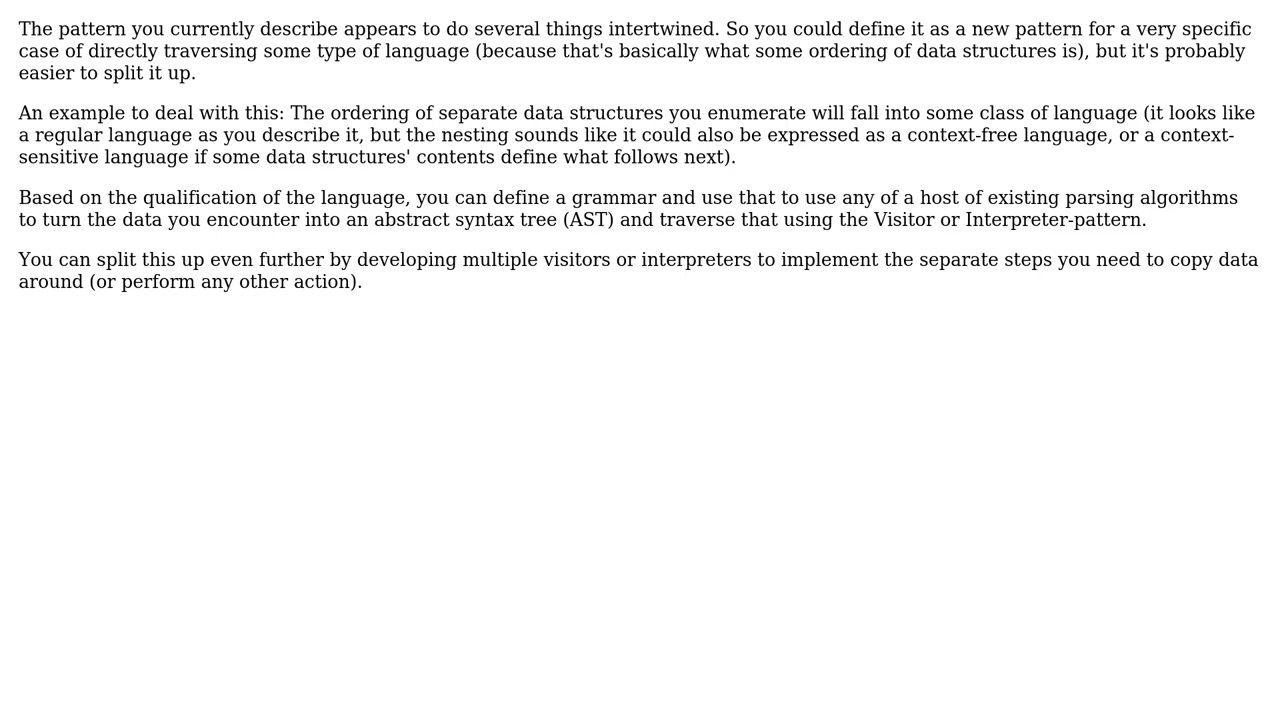 The pattern you currently describe appears to do several things intertwined. So you could define it as a new pattern for a very specific
case of directly traversing some type of language (because that's basically what some ordering of data structures is), but it's probably
easier to split it up.
An example to deal with this: The ordering of separate data structures you enumerate will fall into some class of language (it looks like
a regular language as you describe it, but the nesting sounds like it could also be expressed as a context-free language, or a context-
sensitive language if some data structures' contents define what follows next).
Based on the qualification of the language, you can define a grammar and use that to use any of a host of existing parsing algorithms
to turn the data you encounter into an abstract syntax tree (AST) and traverse that using the Visitor or Interpreter-pattern.
You can split this up even further by developing multiple visitors or interpreters to implement the separate steps you need to copy data
around (or perform any other action).